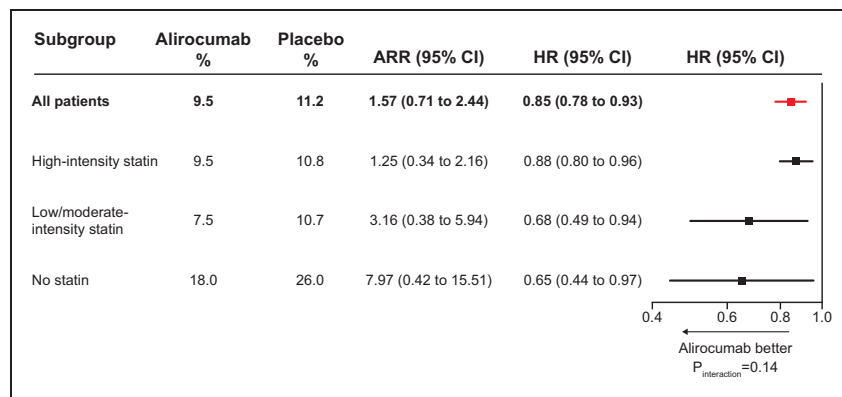 Subgroup Alirocumab % Placebo % ARR (95% CI) HR (95% CI) HR (95% CI)
All patients 9.5 11.2 1.57 (0.71 to 2.44) 0.85 (0.78 to 0.93)
High-intensity statin 9.5 10.8 1.25 (0.34 to 2.16) 0.88 (0.80 to 0.96)
Low/moderate-
intensity statin 7.5 10.7 3.16 (0.38 to 5.94) 0.68 (0.49 to 0.94)
No statin 18.0 26.0 7.97 (0.42 to 15.51) 0.65 (0.44 to 0.97)
0.4 0.6 0.8 1.0
Alirocumab better
Pinteraction=0.14